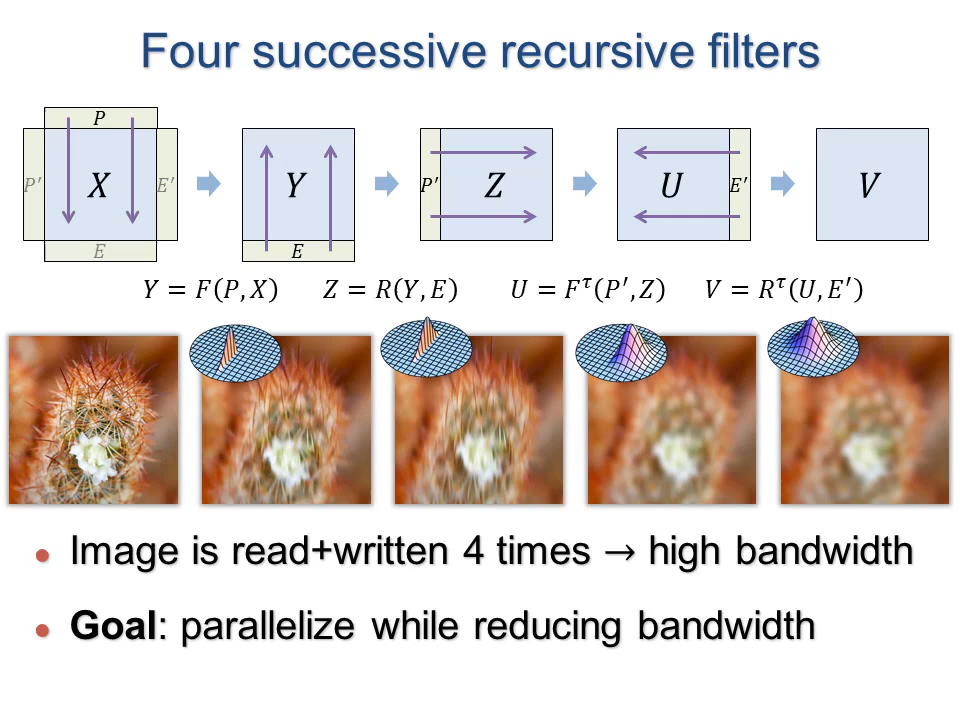 Four successive recursive filters
P
P′ X E′ Y P′ Z U E′ V
E E
Y = F(P, X) Z = R(Y, E) U = F^τ(P′, Z) V = R^τ(U, E′)
• Image is read+written 4 times → high bandwidth
• Goal: parallelize while reducing bandwidth